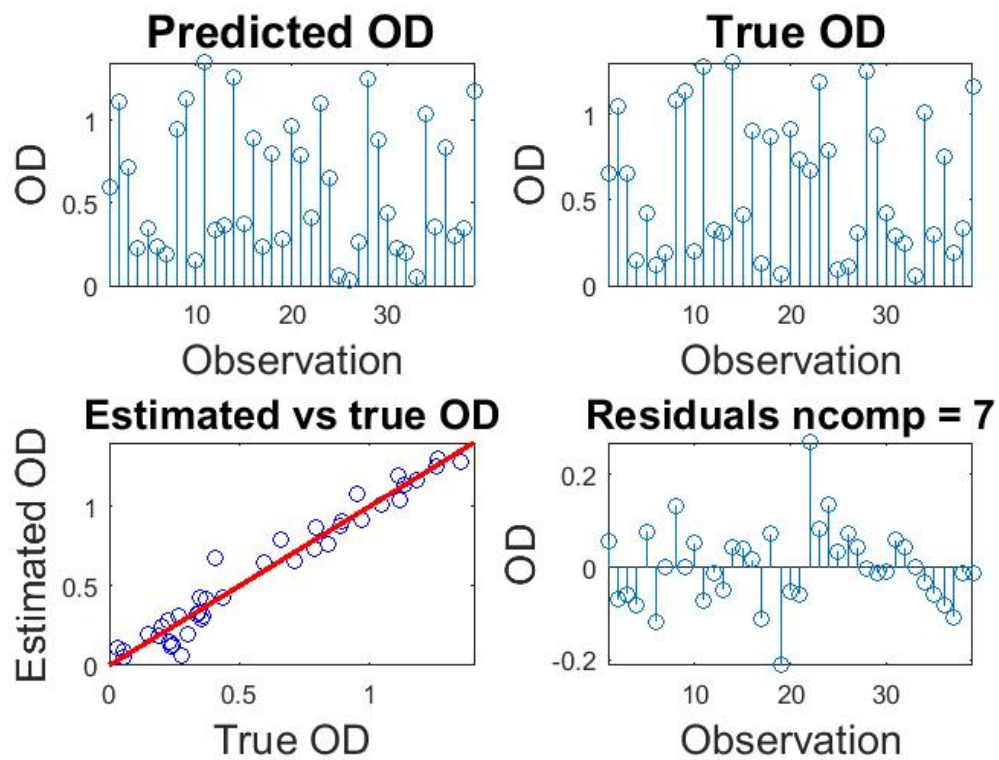 Predicted OD
OD
1
0.5
0
10 20 30
Observation
True OD
OD
1
0.5
0
10 20 30
Observation
Estimated vs true OD
Estimated OD
1
0.5
0
0 0.5 1
True OD
Residuals ncomp = 7
OD
0.2
0
-0.2
10 20 30
Observation